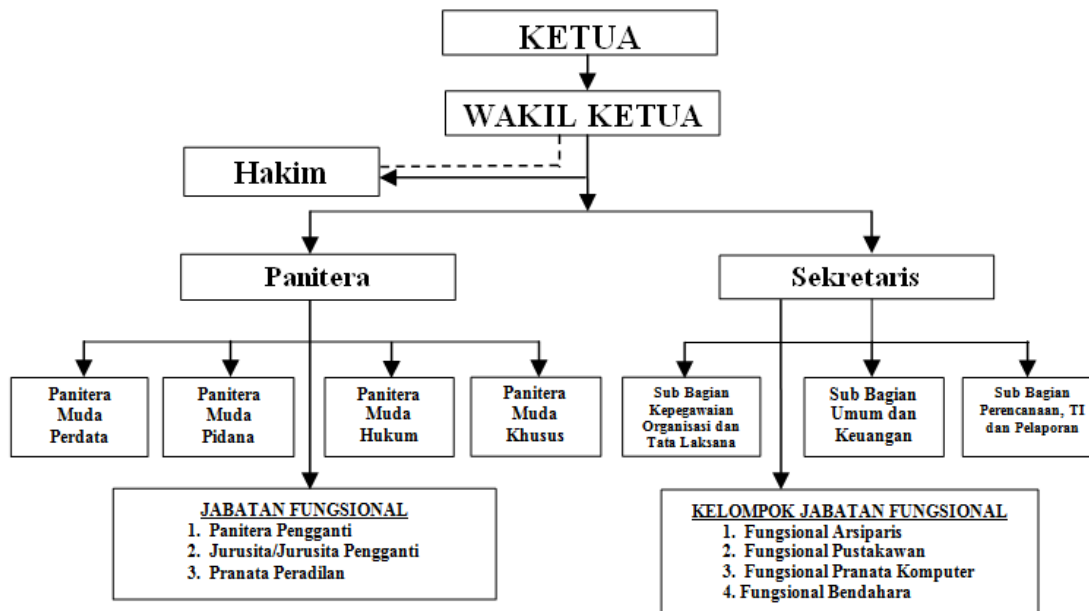 KETUA
WAKIL KETUA
Hakim
Panitera
Sekretaris
Panitera
Muda
Perdata
Panitera
Muda
Pidana
Panitera
Muda
Hukum
Panitera
Muda
Khusus
Sub Bagian
Kepegawaian
Organisasi dan
Tata Laksana
Sub Bagian
Umum dan
Keuangan
Sub Bagian
Perencanaan, TI
dan Pelaporan
JABATAN FUNGSIONAL
1. Panitera Pengganti
2. Jurusita/Jurusita Pengganti
3. Pranata Peradilan
KELOMPOK JABATAN FUNGSIONAL
1. Fungsional Arsiparis
2. Fungsional Pustakawan
3. Fungsional Pranata Komputer
4. Fungsional Bendahara